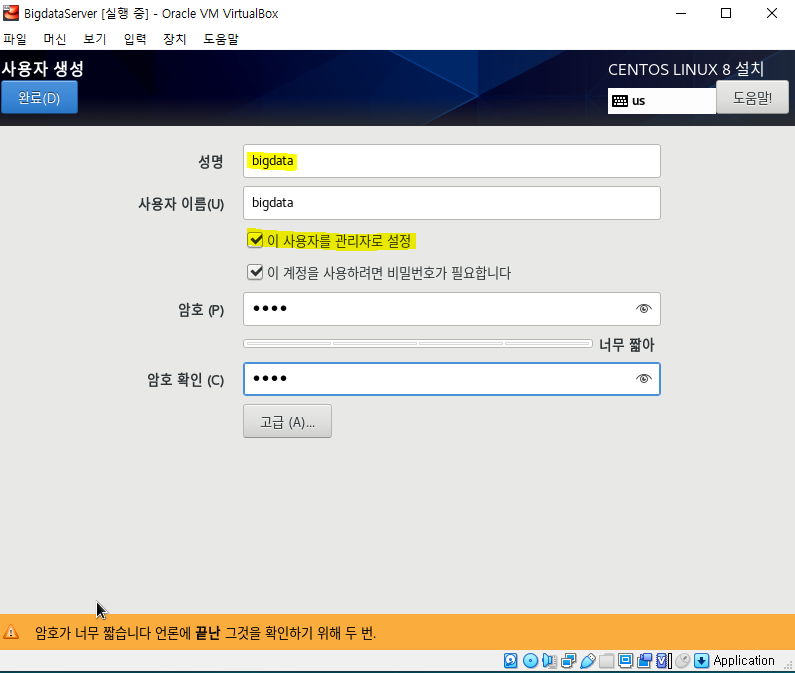 BigdataServer [실행 중] - Oracle VM VirtualBox
파일 머신 보기 입력 장치 도움말
사용자 생성
CENTOS LINUX 8 설치
완료(D)
us
도움말!
성명
bigdata
사용자 이름(U)
bigdata
이 사용자를 관리자로 설정
이 계정을 사용하려면 비밀번호가 필요합니다
암호 (P)
●●●●
너무 짧아
암호 확인 (C)
●●●●
고급 (A)...
암호가 너무 짧습니다 언론에 끝난 그것을 확인하기 위해 두 번.
Application